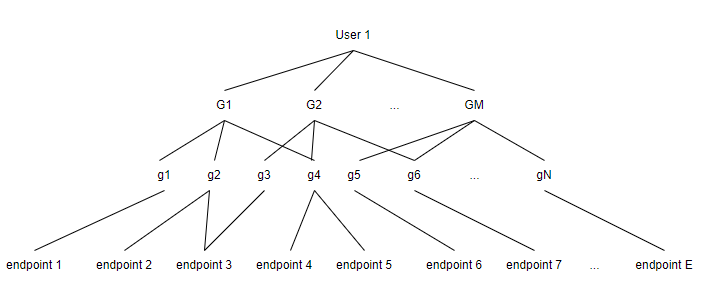 User 1
G1 G2 ... GM
g1 g2 g3 g4 g5 g6 ... gN
endpoint 1 endpoint 2 endpoint 3 endpoint 4 endpoint 5 endpoint 6 endpoint 7 ... endpoint E